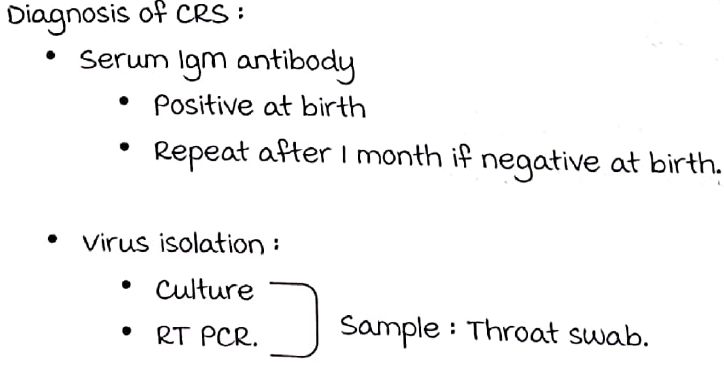 Diagnosis of CRS :
• Serum Igm antibody
• Positive at birth
• Repeat after 1 month if negative at birth.
• Virus isolation :
• Culture
• RT PCR.
Sample : Throat swab.